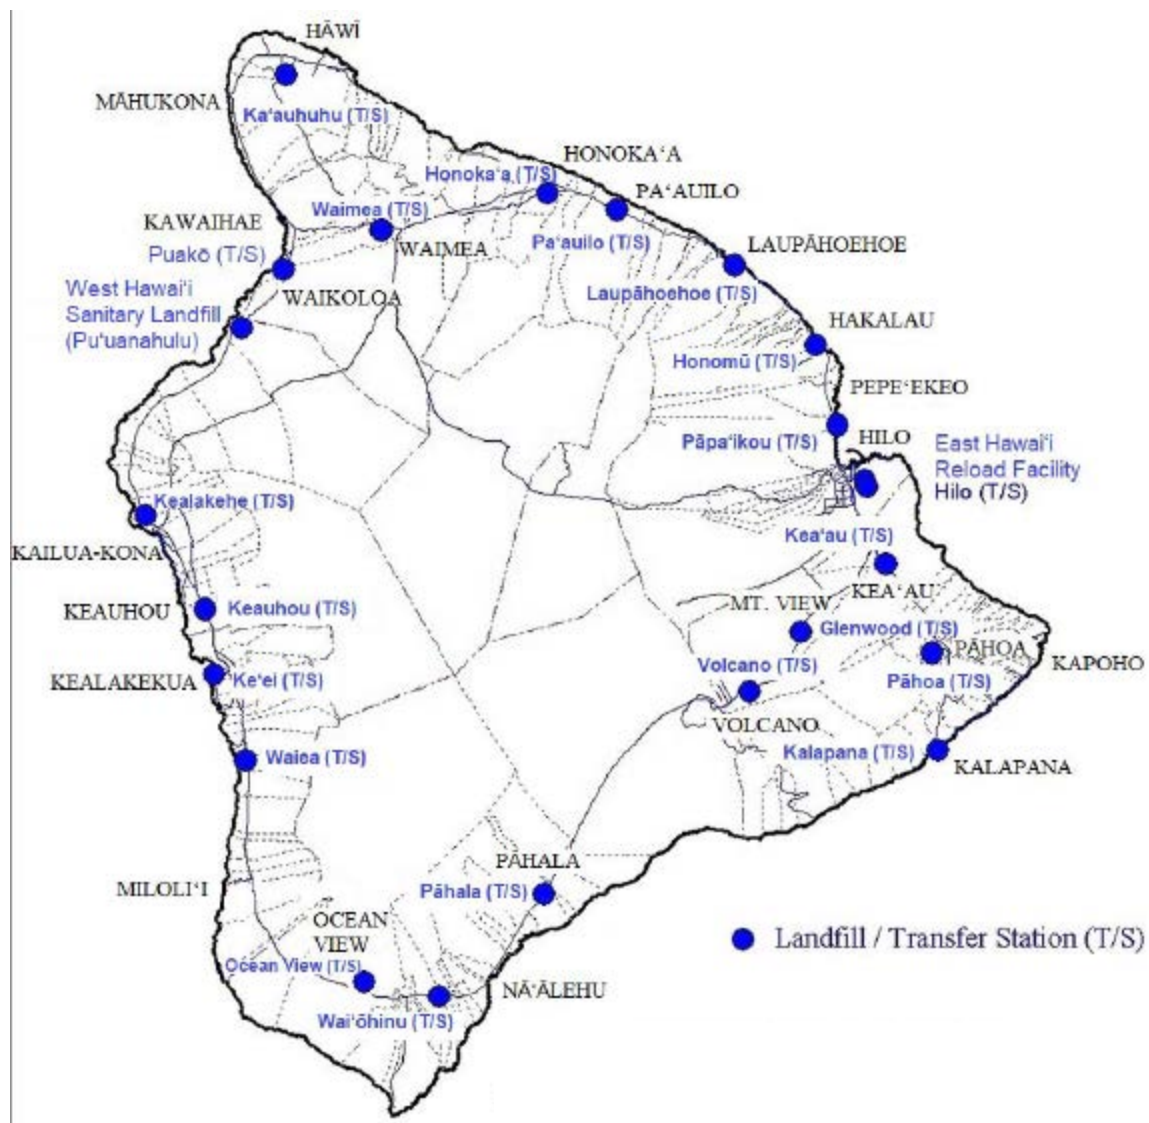 HĀWĪ
MĀHUKONA
Ka‘auhuhu (T/S)
HONOKA‘A
Honoka‘a (T/S)
PA‘AUILO
Waimea (T/S)
KAWAIHAE
WAIMEA
Pa‘auilo (T/S)
LAUPĀHOEHOE
Puakō (T/S)
West Hawai‘i
Sanitary Landfill
(Pu‘uanahulu)
WAIKOLOA
Laupāhoehoe (T/S)
HAKALAU
Honomū (T/S)
PEPE‘EKEO
Pāpa‘ikou (T/S)
HILO
East Hawai‘i
Reload Facility
Hilo (T/S)
Kealakehe (T/S)
Kea‘au (T/S)
KAILUA-KONA
KEA‘AU
KEAUHOU
Keauhou (T/S)
MT. VIEW
Glenwood (T/S)
PĀHOA
KAPOHO
KEALAKEKUA
Ke‘ei (T/S)
Volcano (T/S)
Pāhoa (T/S)
VOLCANO
Waiea (T/S)
Kalapana (T/S)
KALAPANA
PĀHALA
MILOLI‘I
Pāhala (T/S)
OCEAN
VIEW
Ocean View (T/S)
Landfill / Transfer Station (T/S)
NĀ‘ĀLEHU
Wai‘ōhinu (T/S)